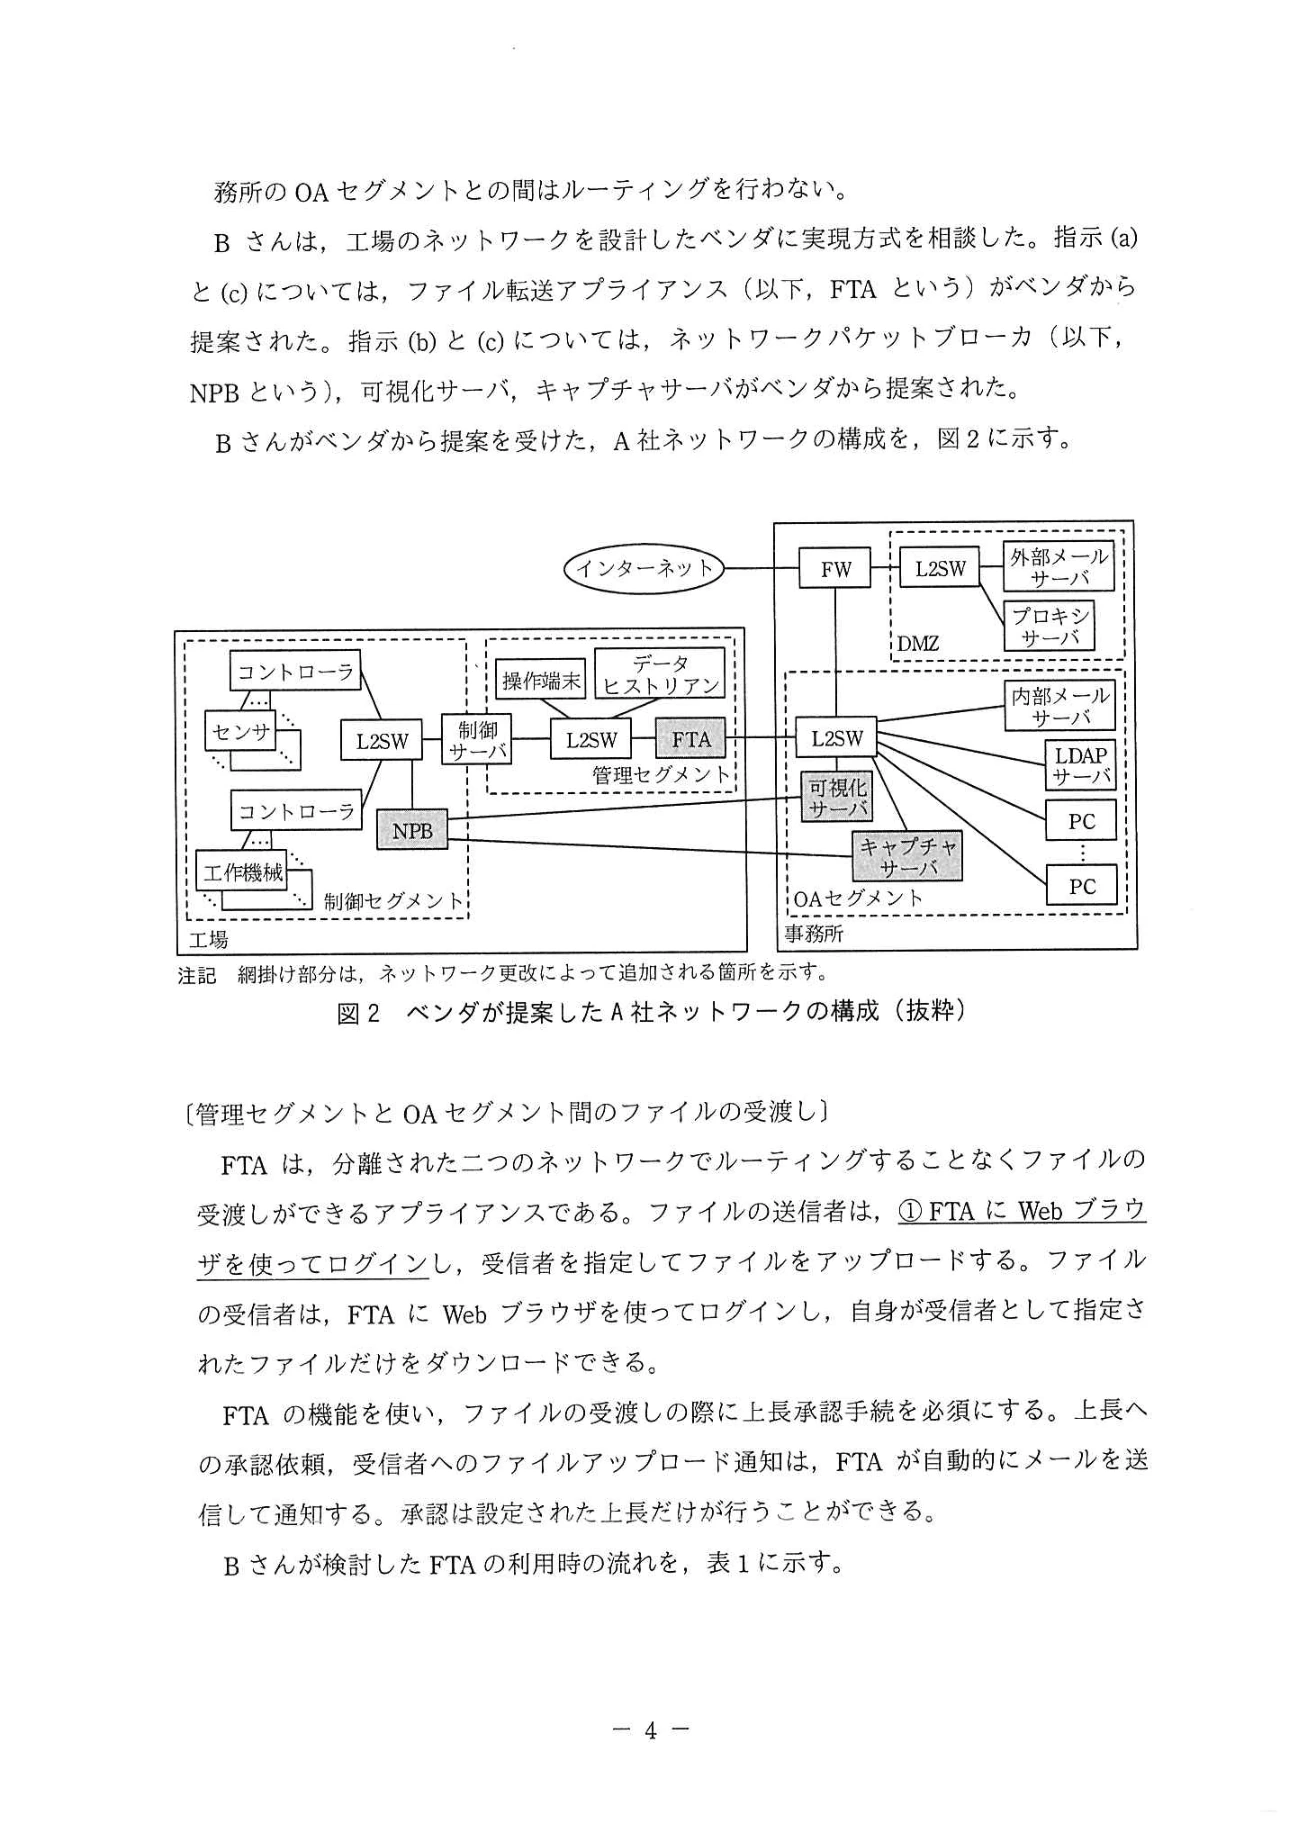 務所の OA セグメントとの間はルーティングを行わない。
B さんは，工場のネットワークを設計したベンダに実現方式を相談した。指示 (a)
と (c) については，ファイル転送アプライアンス（以下，FTA という）がベンダから
提案された。指示 (b) と (c) については，ネットワークパケットブローカ（以下，
NPB という），可視化サーバ，キャプチャサーバがベンダから提案された。
B さんがベンダから提案を受けた，A 社ネットワークの構成を，図 2 に示す。
インターネット
FW
L2SW
外部メール
サーバ
プロキシ
サーバ
DMZ
コントローラ
センサ
L2SW
制御
サーバ
操作端末
データ
ヒストリアン
L2SW
FTA
管理セグメント
L2SW
内部メール
サーバ
LDAP
サーバ
可視化
サーバ
PC
コントローラ
NPB
キャプチャ
サーバ
工作機械
制御セグメント
PC
OAセグメント
工場
事務所
注記　網掛け部分は，ネットワーク更改によって追加される箇所を示す。
図 2　ベンダが提案した A 社ネットワークの構成（抜粋）
〔管理セグメントと OA セグメント間のファイルの受渡し〕
FTA は，分離された二つのネットワークでルーティングすることなくファイルの
受渡しができるアプライアンスである。ファイルの送信者は，① FTA に Web ブラウ
ザを使ってログインし，受信者を指定してファイルをアップロードする。ファイル
の受信者は，FTA に Web ブラウザを使ってログインし，自身が受信者として指定さ
れたファイルだけをダウンロードできる。
FTA の機能を使い，ファイルの受渡しの際に上長承認手続を必須にする。上長へ
の承認依頼，受信者へのファイルアップロード通知は，FTA が自動的にメールを送
信して通知する。承認は設定された上長だけが行うことができる。
B さんが検討した FTA の利用時の流れを，表 1 に示す。
－ 4 －